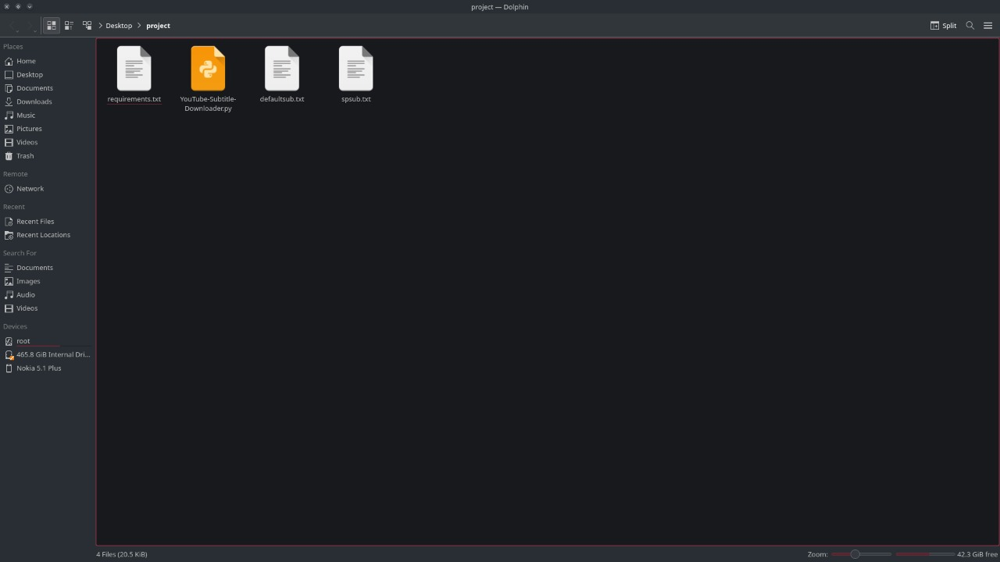 project — Dolphin
Desktop
project
Split
Places
Home
Desktop
Documents
Downloads
Music
Pictures
Videos
Trash
Remote
Network
Recent
Recent Files
Recent Locations
Search For
Documents
Images
Audio
Videos
Devices
root
465.8 GiB Internal Dri...
Nokia 5.1 Plus
requirements.txt
YouTube-Subtitle-
Downloader.py
defaultsub.txt
spsub.txt
4 Files (20.5 KiB)
Zoom:
42.3 GiB free